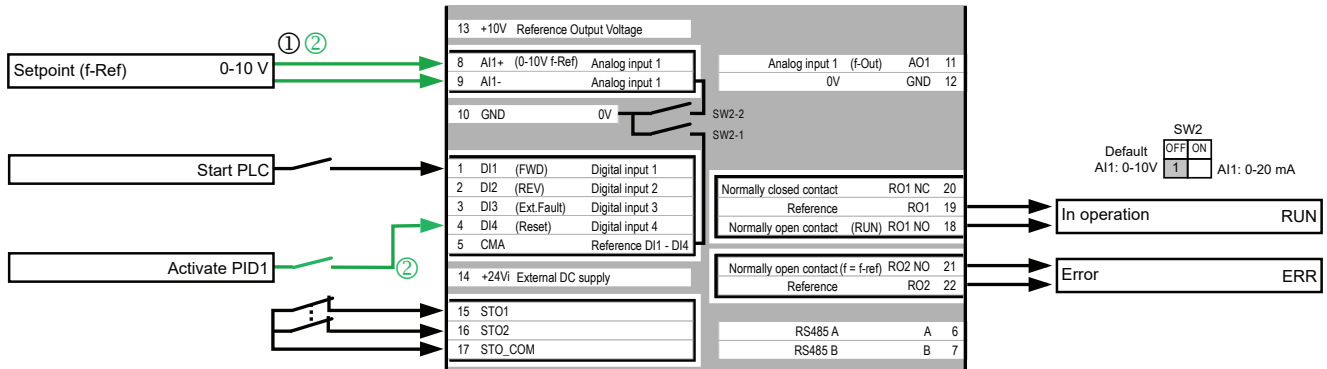 ① ②
Setpoint (f-Ref) 0-10 V
Start PLC
Activate PID1
②
13 +10V Reference Output Voltage
8 AI1+ (0-10V f-Ref) Analog input 1
9 AI1- Analog input 1
10 GND 0V
SW2-2
SW2-1
1 DI1 (FWD) Digital input 1
2 DI2 (REV) Digital input 2
3 DI3 (Ext.Fault) Digital input 3
4 DI4 (Reset) Digital input 4
5 CMA Reference DI1 - DI4
14 +24Vi External DC supply
15 STO1
16 STO2
17 STO_COM
Analog input 1 (f-Out) AO1 11
0V GND 12
Normally closed contact RO1 NC 20
Reference RO1 19
Normally open contact (RUN) RO1 NO 18
Normally open contact (f = f-ref) RO2 NO 21
Reference RO2 22
RS485 A A 6
RS485 B B 7
SW2
Default OFF ON
AI1: 0-10V 1 AI1: 0-20 mA
In operation RUN
Error ERR